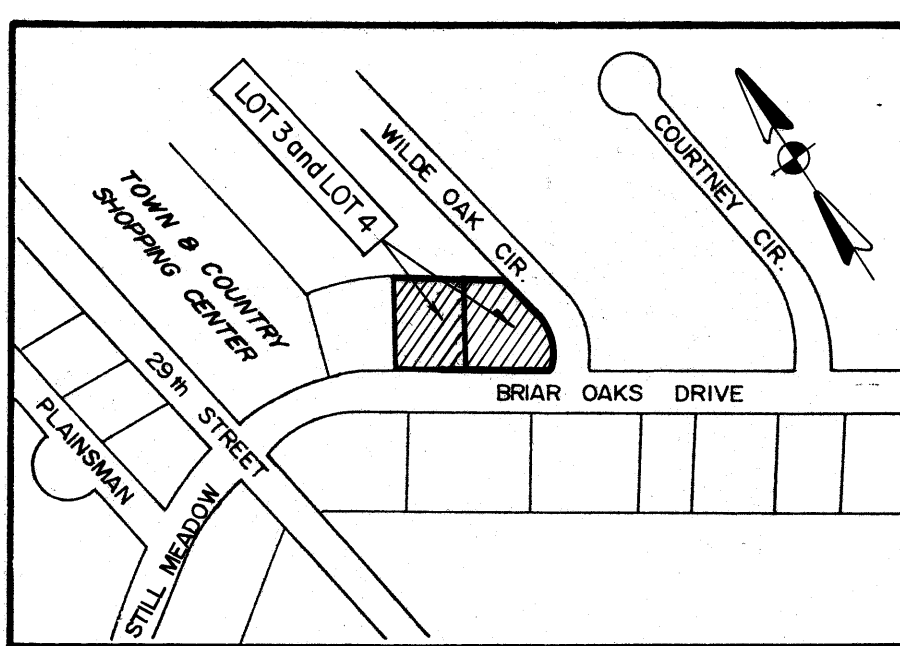 LOT 3 and LOT 4
WILDE OAK CIR.
COURTNEY CIR.
TOWN & COUNTRY
SHOPPING CENTER
29th STREET
BRIAR OAKS DRIVE
PLAINSMAN
STILL MEADOW